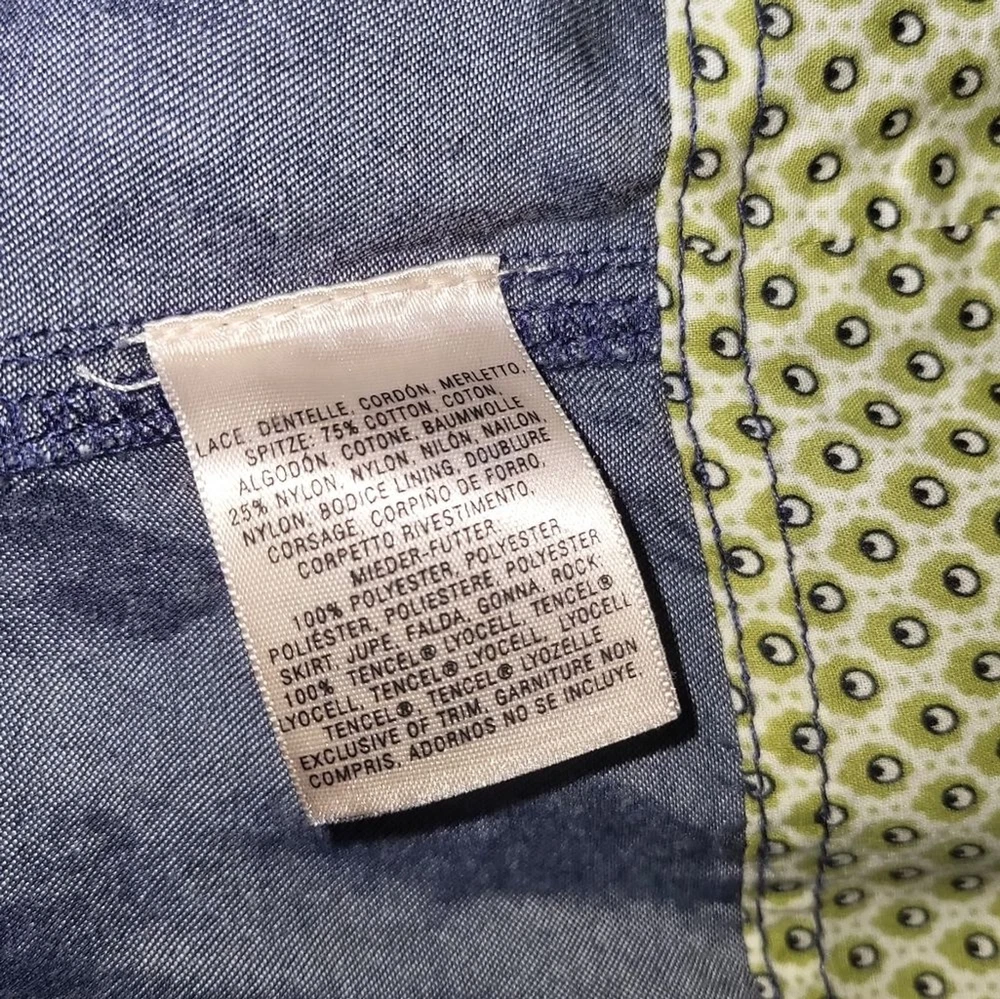 LACE, DENTELLE, CORDÓN, MERLETTO,
SPITZE: 75% COTTON, COTON,
ALGODÓN, COTONE, BAUMWOLLE
25% NYLON, NYLON, NILÓN, NAILON,
NYLON, BODICE LINING, DOUBLURE
CORSAGE, CORPIÑO DE FORRO,
CORPETTO RIVESTIMENTO,
MIEDER-FUTTER
100% POLYESTER, POLYESTER
POLIÉSTER, POLIESTERE, POLYESTER
SKIRT, JUPE, FALDA, GONNA, ROCK:
100% TENCEL® LYOCELL, TENCEL®
LYOCELL, TENCEL® LYOCELL, LYOCELL
TENCEL® TENCEL® LYOZELLE
EXCLUSIVE OF TRIM, GARNITURE NON
COMPRIS, ADORNOS NO SE INCLUYE,